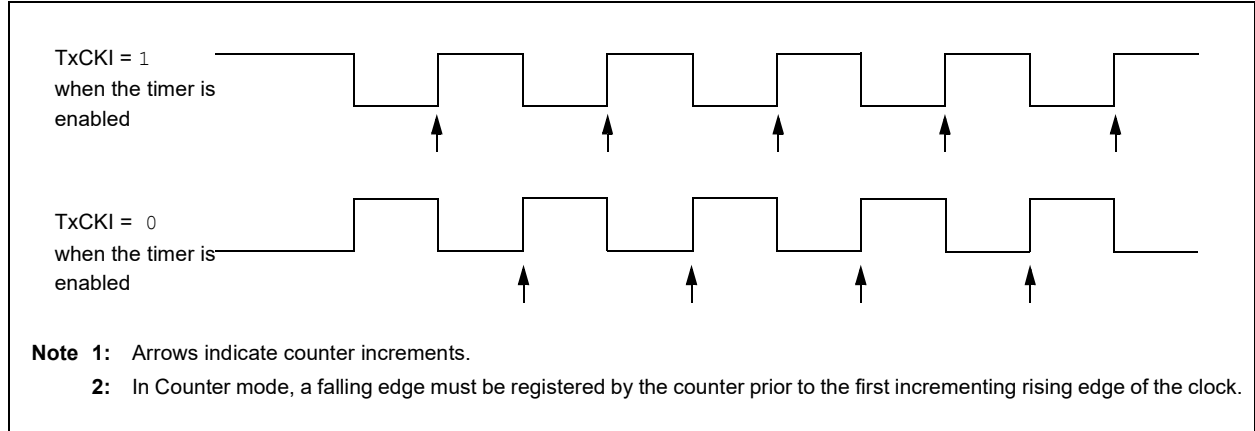 TxCKI = 1
when the timer is
enabled
TxCKI = 0
when the timer is
enabled
Note 1: Arrows indicate counter increments.
2: In Counter mode, a falling edge must be registered by the counter prior to the first incrementing rising edge of the clock.